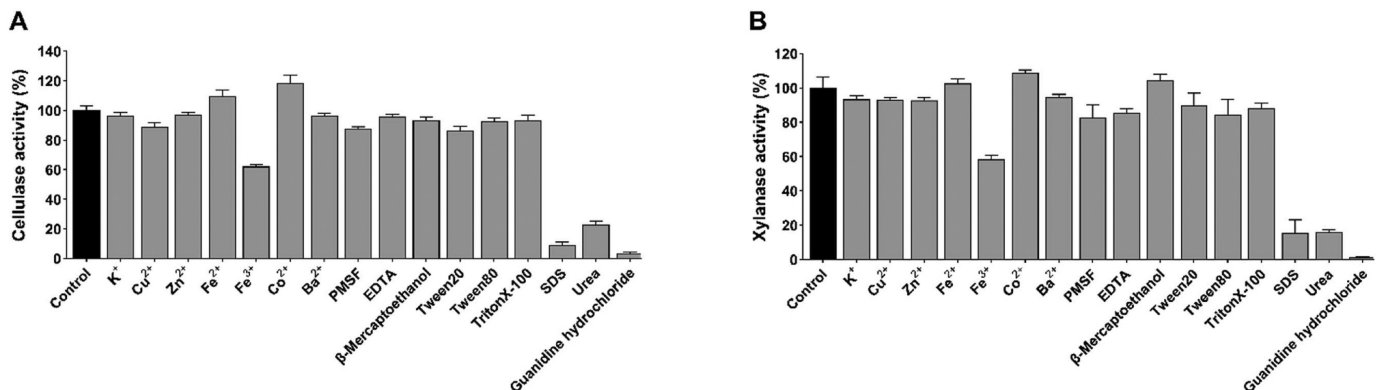 A
Cellulase activity (%)
140
120
100
80
60
40
20
0
Control
K⁺
Cu²⁺
Zn²⁺
Fe²⁺
Fe³⁺
Co²⁺
Ba²⁺
PMSF
EDTA
β-Mercaptoethanol
Tween20
Tween80
TritonX-100
SDS
Urea
Guanidine hydrochloride
B
Xylanase activity (%)
120
100
80
60
40
20
0
Control
K⁺
Cu²⁺
Zn²⁺
Fe²⁺
Fe³⁺
Co²⁺
Ba²⁺
PMSF
EDTA
β-Mercaptoethanol
Tween20
Tween80
TritonX-100
SDS
Urea
Guanidine hydrochloride